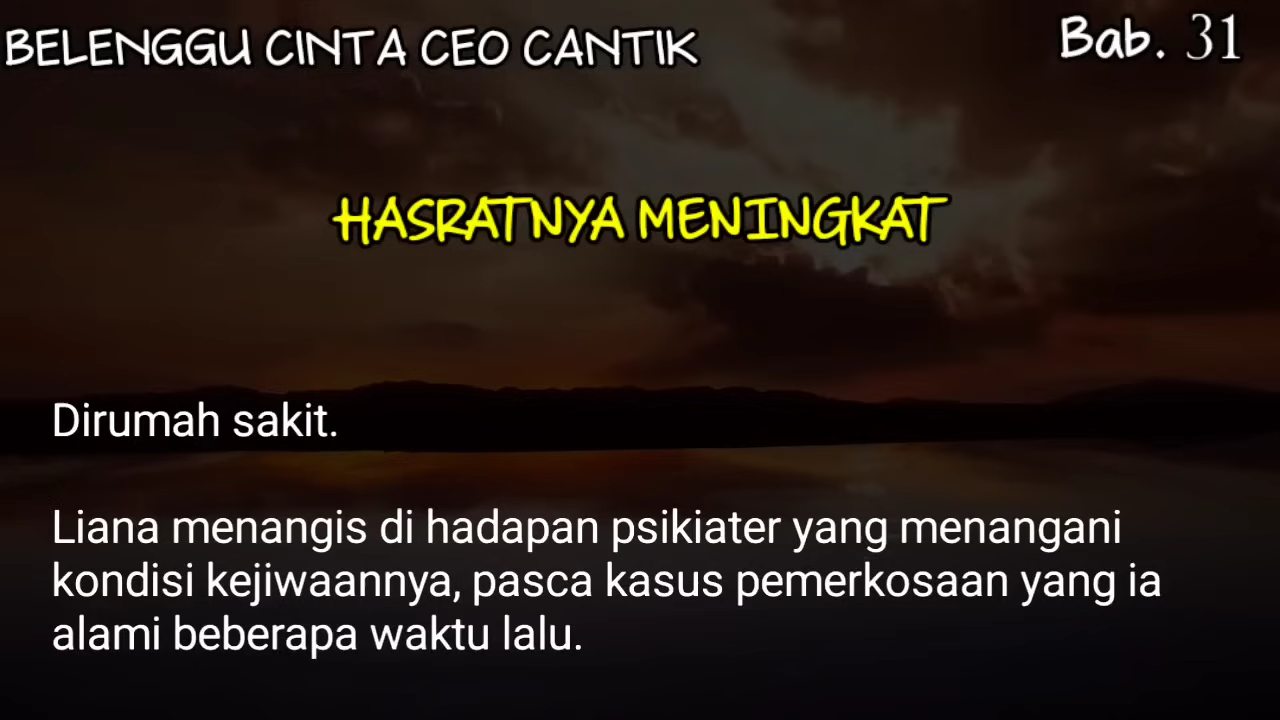 BELENGGU CINTA CEO CANTIK
Bab. 31
HASRATNYA MENINGKAT
Dirumah sakit.
Liana menangis di hadapan psikiater yang menangani
kondisi kejiwaannya, pasca kasus pemerkosaan yang ia
alami beberapa waktu lalu.